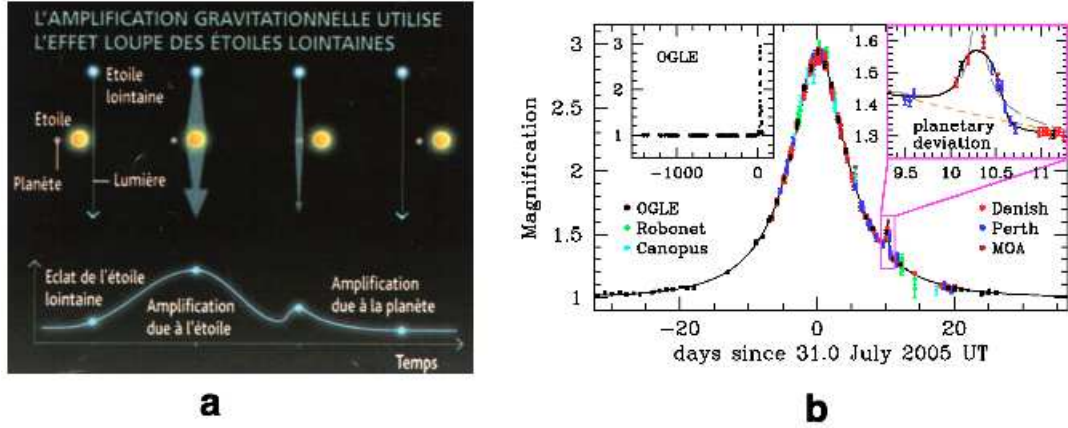 L'AMPLIFICATION GRAVITATIONNELLE UTILISE
L'EFFET LOUPE DES ÉTOILES LOINTAINES
Etoile
lointaine
Etoile
Planète
Lumière
Eclat de l'étoile
lointaine
Amplification
due à l'étoile
Amplification
due à la planète
Temps
a
Magnification
3
2.5
2
1.5
1
3
2
1
OGLE
-1000
0
1.6
1.5
1.4
1.3
planetary
deviation
9.5
10
10.5
11
OGLE
Robonet
Canopus
Denish
Perth
MOA
-20
0
20
days since 31.0 July 2005 UT
b